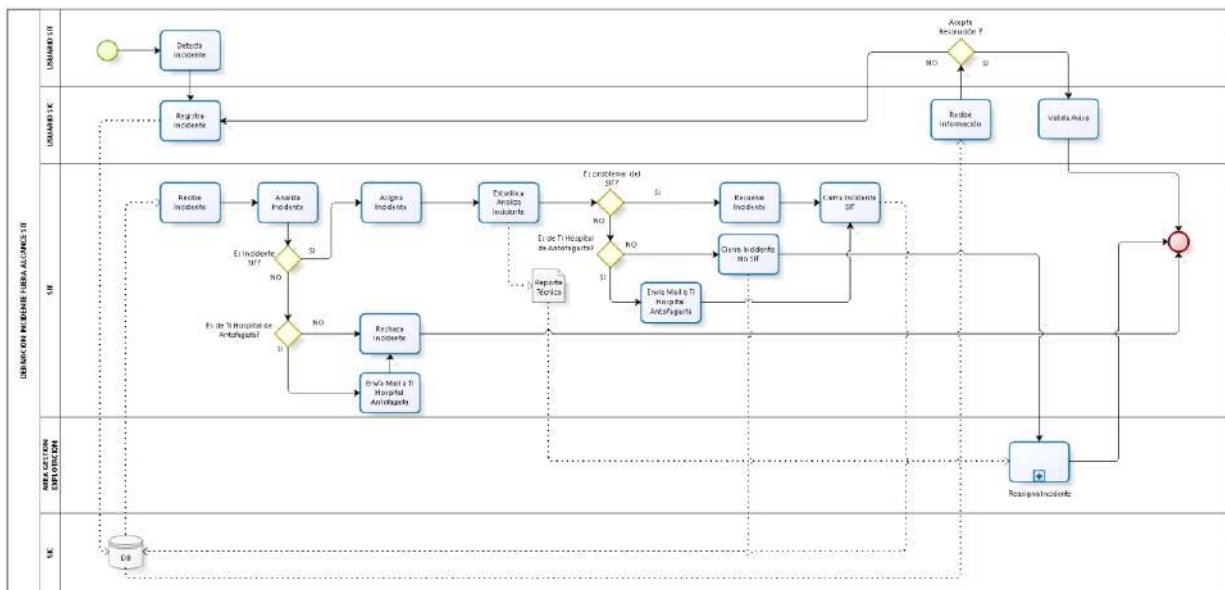 DERIVACION INCIDENTE FUERA ALCANCE SIT
USUARIO SIT
Detecta
Incidente
Acepta
Resolución ?
NO
SI
USUARIO SIC
Registra
Incidente
Recibe
Información
Valida Aviso
SIT
Recibe
Incidente
Analiza
Incidente
Es Incidente
SIT?
SI
NO
Asigna
Incidente
Estudia y
Analiza
Incidente
Es problema del
SIT?
Si
NO
Resuelve
Incidente
Cierra Incidente
SIT
Es de TI Hospital
de Antofagasta?
NO
SI
Cierra Incidente
No SIT
Reporte
Técnico
Envía Mail a TI
Hospital
Antofagasta
Es de TI Hospital de
Antofagasta?
NO
SI
Rechaza
Incidente
Envía Mail a TI
Hospital
Antofagasta
AREA GESTION
EXPLOTACION
Reasigna Incidente
SIC
DB